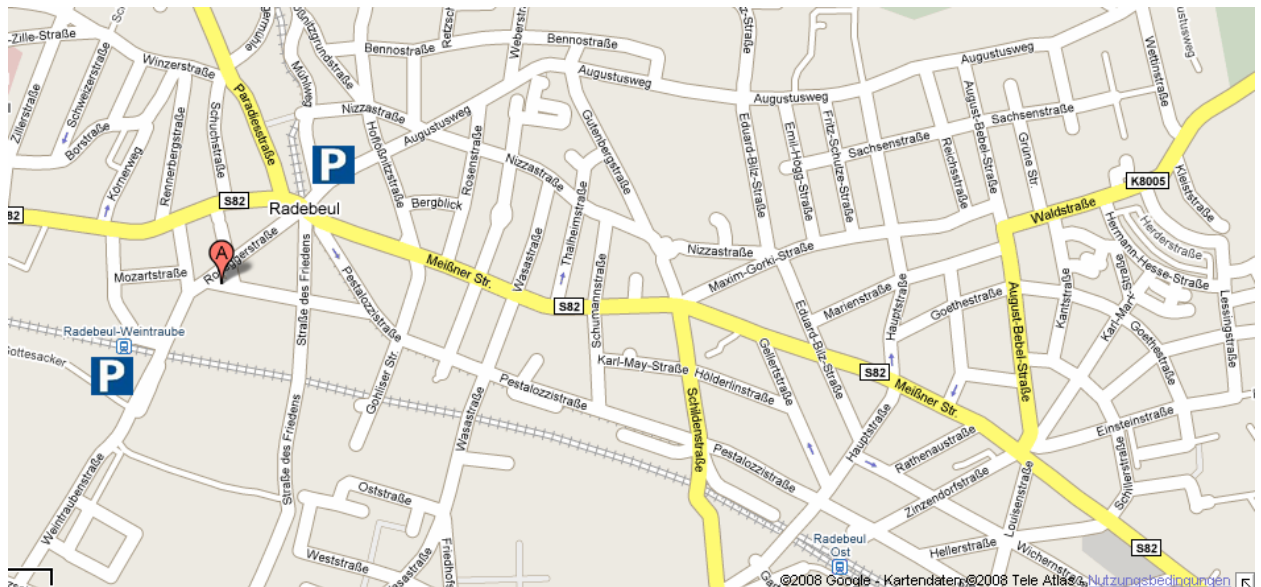 -Zille-Straße
Winzerstraße
Zillerstraße
Schweizerstraße
Borstraße
Körnerweg
Rennerbergstraße
Schuchstraße
Paradiesstraße
Mühlweg
Bennostraße
Weberstr.
Bennostraße
Augustusweg
Nizzastraße
Augustusweg
Hoflößnitzstraße
Rosenstraße
Nizzastraße
Gutenbergstraße
Bergblick
P
S82
82
Radebeul
A
Mozartstraße
Straße des Friedens
Pestalozzistraße
Meißner Str.
Wasastraße
Thalheimstraße
S82
Schumannstraße
Augustusweg
Augustusweg
Wettinstraße
Eduard-Bilz-Straße
Emil-Högg-Straße
Fritz-Schulze-Straße
Sachsenstraße
Sachsenstraße
Reichsstraße
August-Bebel-Straße
Grüne Str.
K8005
Kleiststraße
Waldstraße
Herderstraße
Hermann-Hesse-Straße
Nizzastraße
Maxim-Gorki-Straße
Marienstraße
Hauptstraße
Goethestraße
Eduard-Bilz-Straße
August-Bebel-Straße
Kantstraße
Goethestraße
Lessingstraße
Radebeul-Weintraube
P
Gohliser Str.
Karl-May-Straße
Hölderlinstraße
Gellertstraße
S82
Meißner Str.
Pestalozzistraße
Schildenstraße
Wasastraße
Hauptstraße
Rathenaustraße
Einsteinstraße
Schillerstraße
Pestalozzistraße
Zinzendorfstraße
Louisenstraße
Weintraubenstraße
Straße des Friedens
Oststraße
Weststraße
Radebeul
Ost
Hellerstraße
S82
©2008 Google - Kartendaten ©2008 Tele Atlas - Nutzungsbedingungen